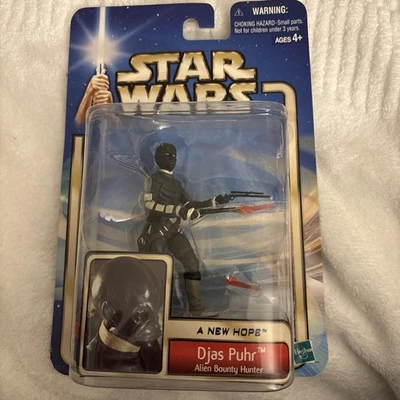 WARNING:
CHOKING HAZARD-Small parts.
Not for children under 3 years.
AGES 4+
STAR
WARS
A NEW HOPE™
Djas Puhr™
Alien Bounty Hunter
Hasbro